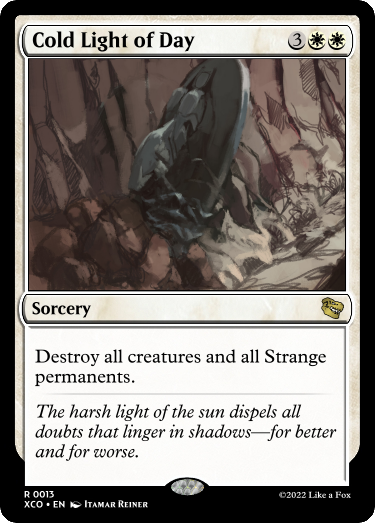 Cold Light of Day 3
Sorcery
Destroy all creatures and all Strange
permanents.
The harsh light of the sun dispels all
doubts that linger in shadows—for better
and for worse.
R 0013
XCO • EN Itamar Reiner
©2022 Like a Fox